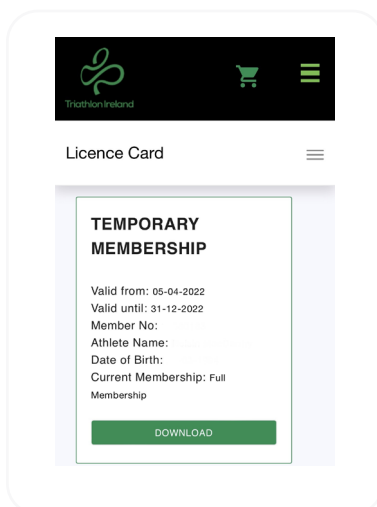 Triathlon Ireland
Licence Card
TEMPORARY
MEMBERSHIP
Valid from: 05-04-2022
Valid until: 31-12-2022
Member No:
Athlete Name:
Date of Birth:
Current Membership: Full
Membership
DOWNLOAD